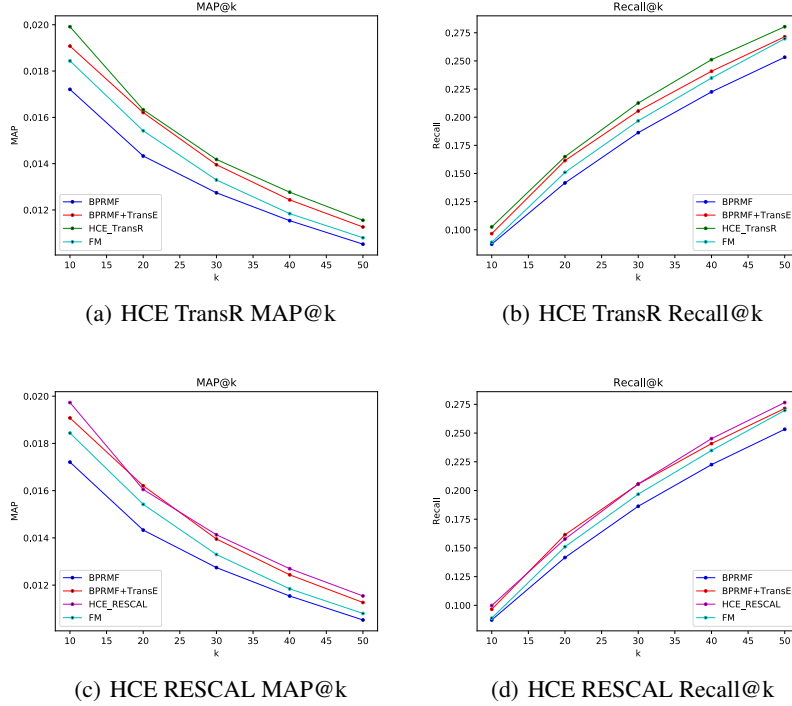 MAP@k
0.020
0.018
0.016
0.014
0.012
MAP
BPRMF
BPRMF+TransE
HCE_TransR
FM
10 15 20 25 30 35 40 45 50
k
(a) HCE TransR MAP@k
Recall@k
0.275
0.250
0.225
0.200
0.175
0.150
0.125
0.100
Recall
BPRMF
BPRMF+TransE
HCE_TransR
FM
10 15 20 25 30 35 40 45 50
k
(b) HCE TransR Recall@k
MAP@k
0.020
0.018
0.016
0.014
0.012
MAP
BPRMF
BPRMF+TransE
HCE_RESCAL
FM
10 15 20 25 30 35 40 45 50
k
(c) HCE RESCAL MAP@k
Recall@k
0.275
0.250
0.225
0.200
0.175
0.150
0.125
0.100
Recall
BPRMF
BPRMF+TransE
HCE_RESCAL
FM
10 15 20 25 30 35 40 45 50
k
(d) HCE RESCAL Recall@k